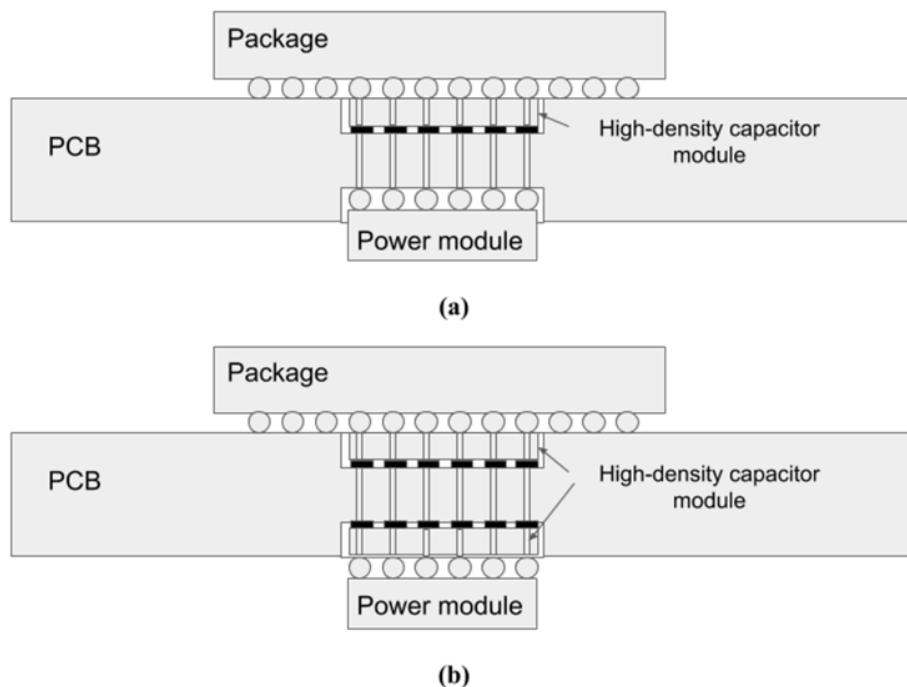 Package
PCB
High-density capacitor
module
Power module
(a)
Package
PCB
High-density capacitor
module
Power module
(b)